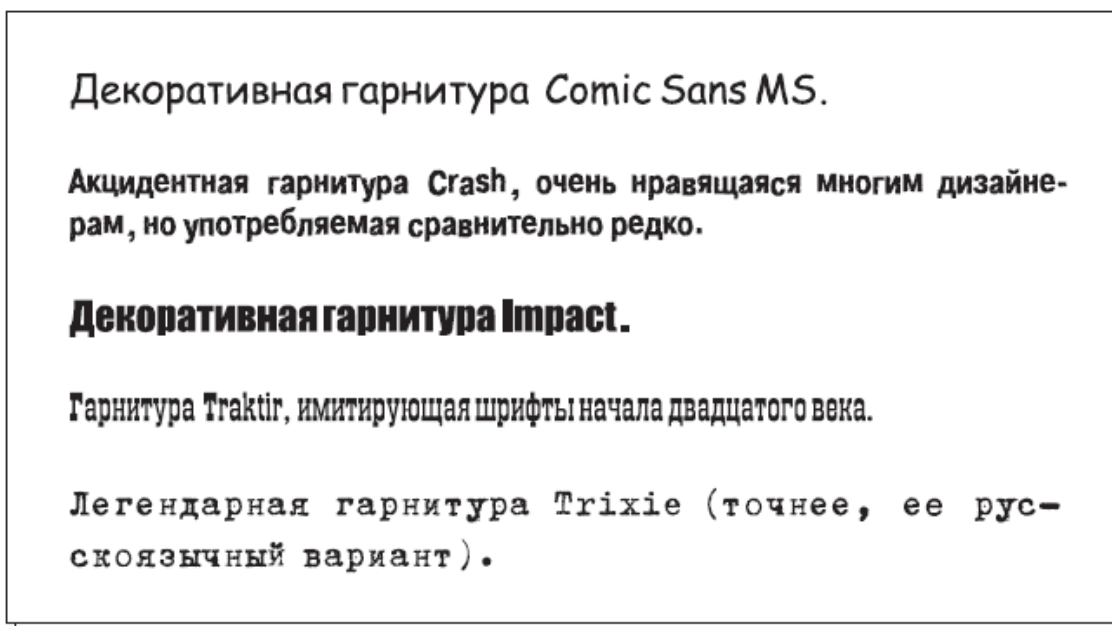 Декоративная гарнитура Comic Sans MS.
Акцидентная гарнитура Crash, очень нравящаяся многим дизайне-
рам, но употребляемая сравнительно редко.
Декоративная гарнитура Impact.
Гарнитура Traktir, имитирующая шрифты начала двадцатого века.
Легендарная гарнитура Trixie (точнее, ее рус-
скоязычный вариант).